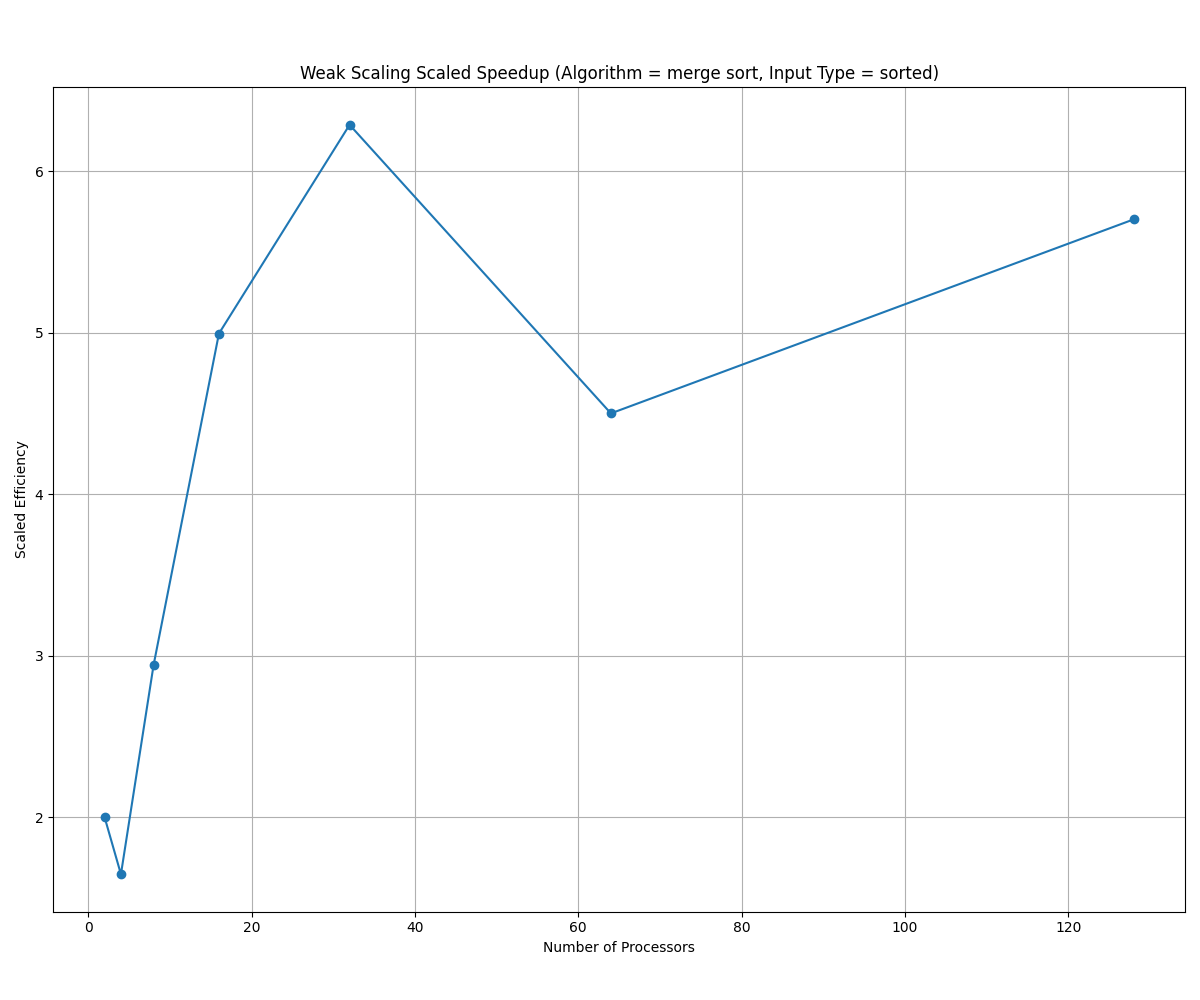 Weak Scaling Scaled Speedup (Algorithm = merge sort, Input Type = sorted)
6
5
4
3
2
Scaled Efficiency
0 20 40 60 80 100 120
Number of Processors